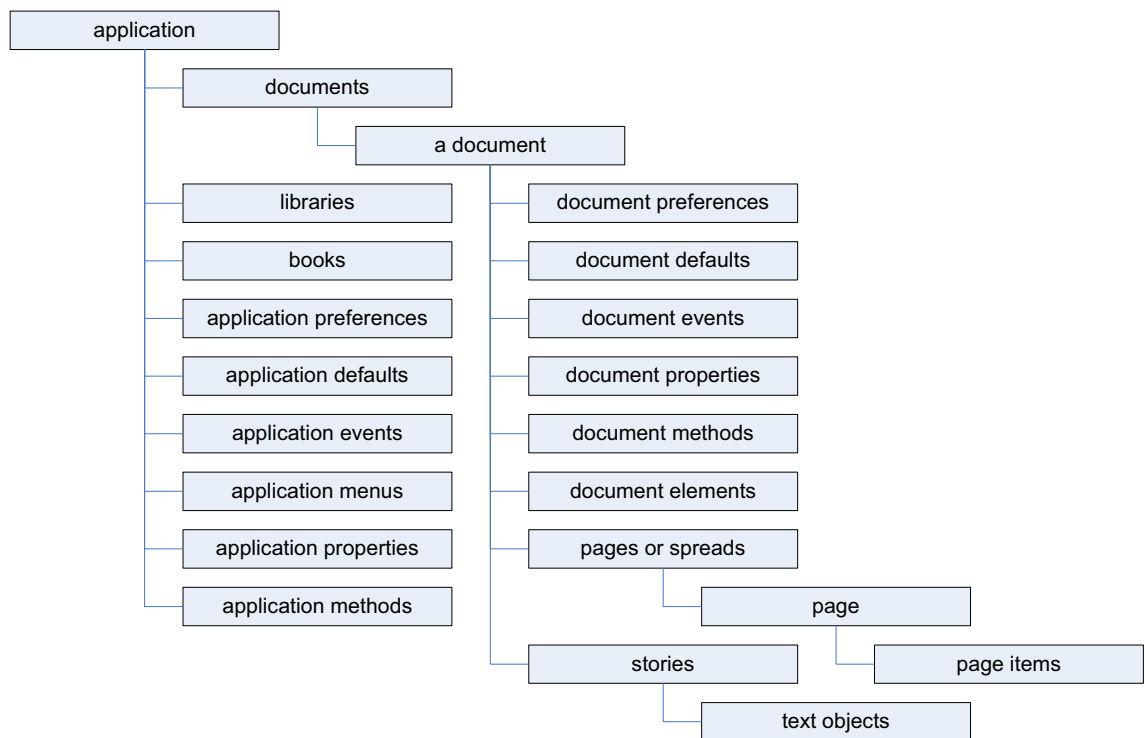 application
documents
a document
libraries
document preferences
books
document defaults
application preferences
document events
application defaults
document properties
application events
document methods
application menus
document elements
application properties
pages or spreads
application methods
page
stories
page items
text objects